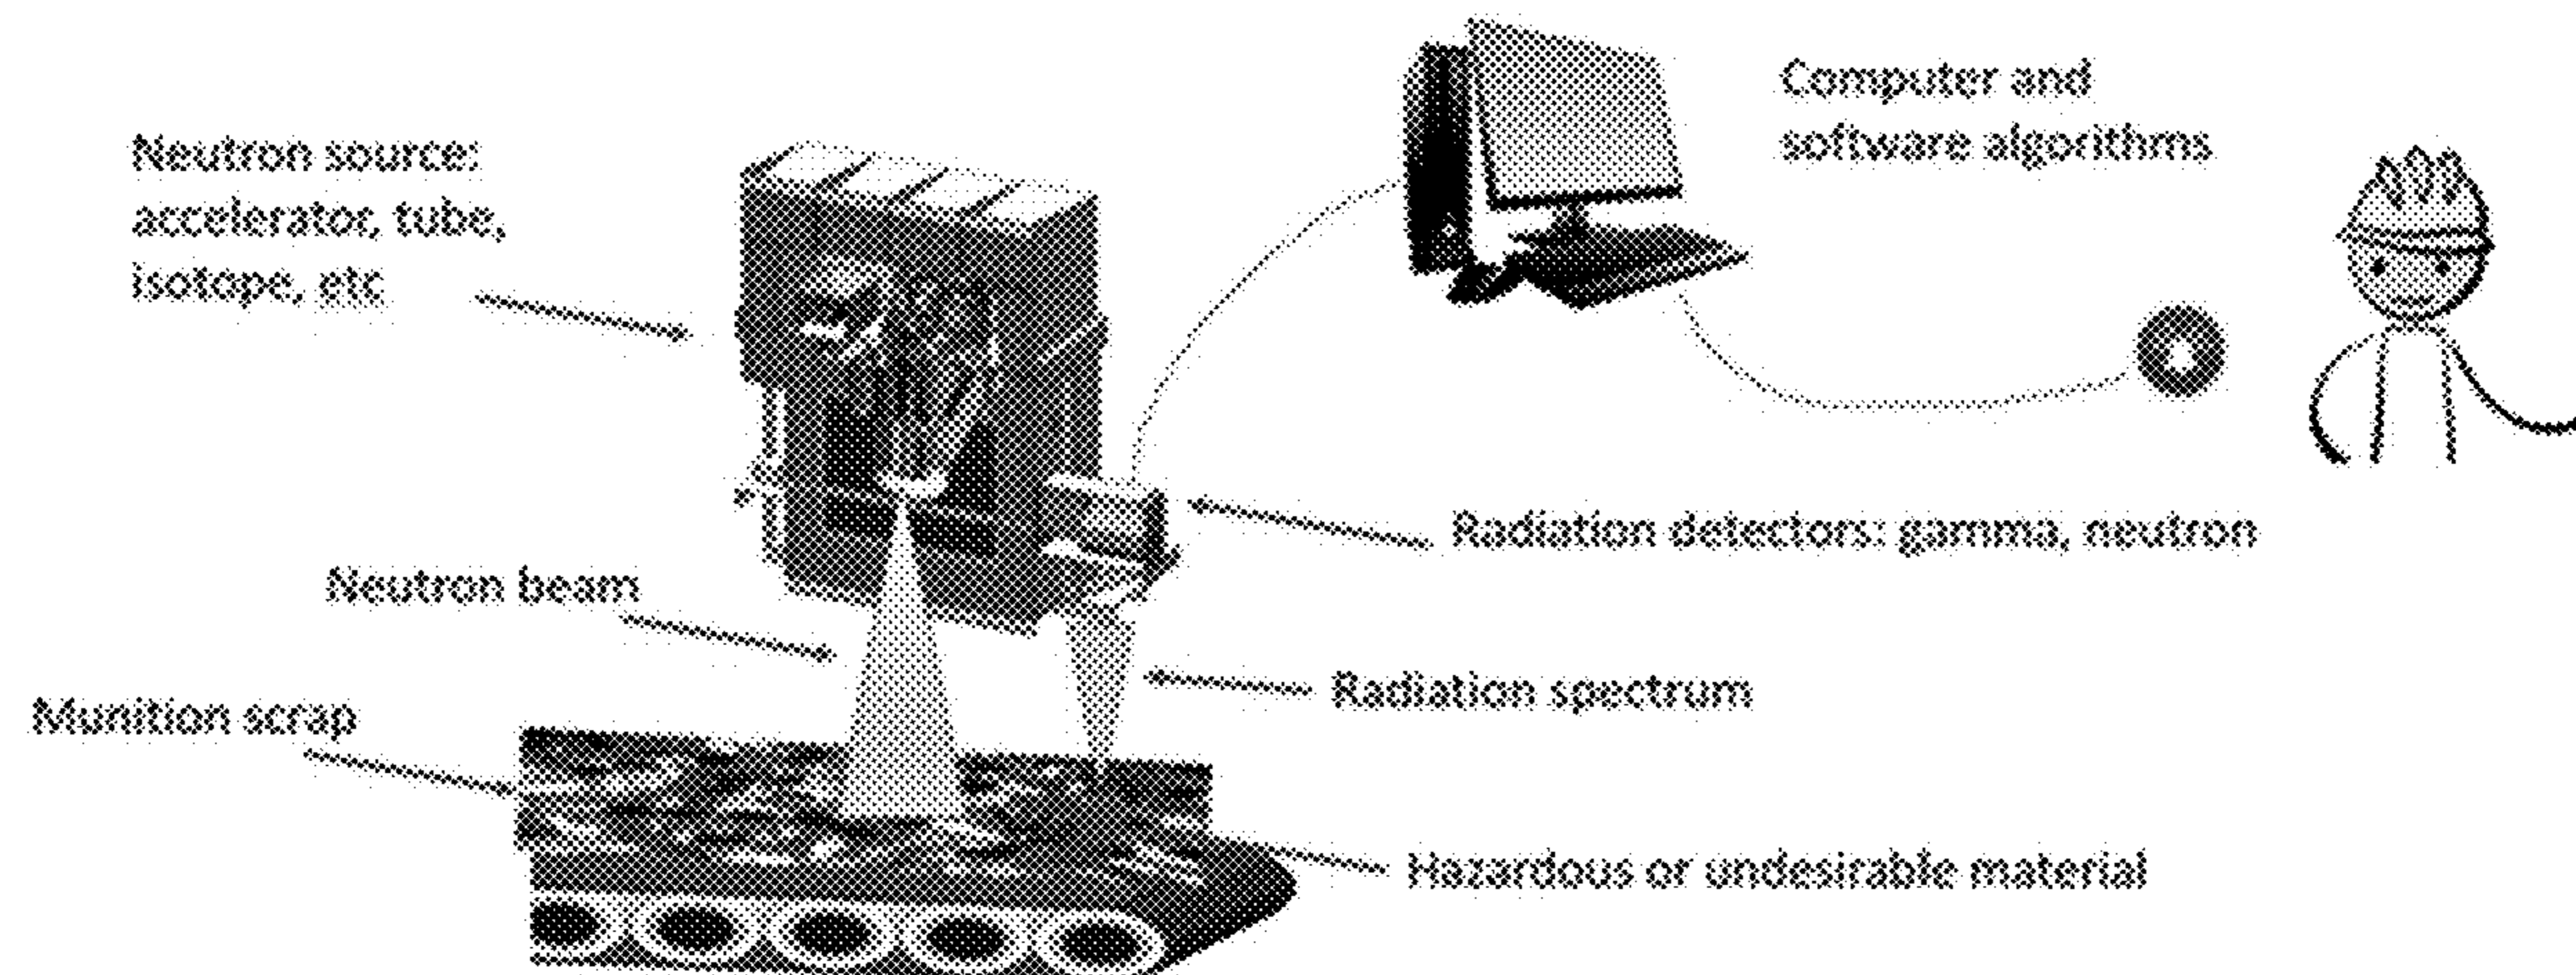 Computer and
software algorithms
Neutron source:
accelerator, tube,
isotope, etc
Radiation detectors: gamma, neutron
Neutron beam
Radiation spectrum
Munition scrap
Hazardous or undesirable material